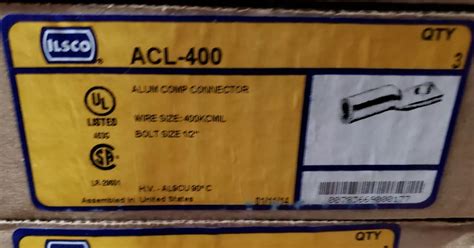 ILSCO
®
ACL-400
QTY
3
ALUM COMP CONNECTOR
UL
LISTED
WIRE SIZE: 400KCMIL
BOLT SIZE 1/2"
H.V. - AL9CU 90° C
Assembled in: United States
QTY